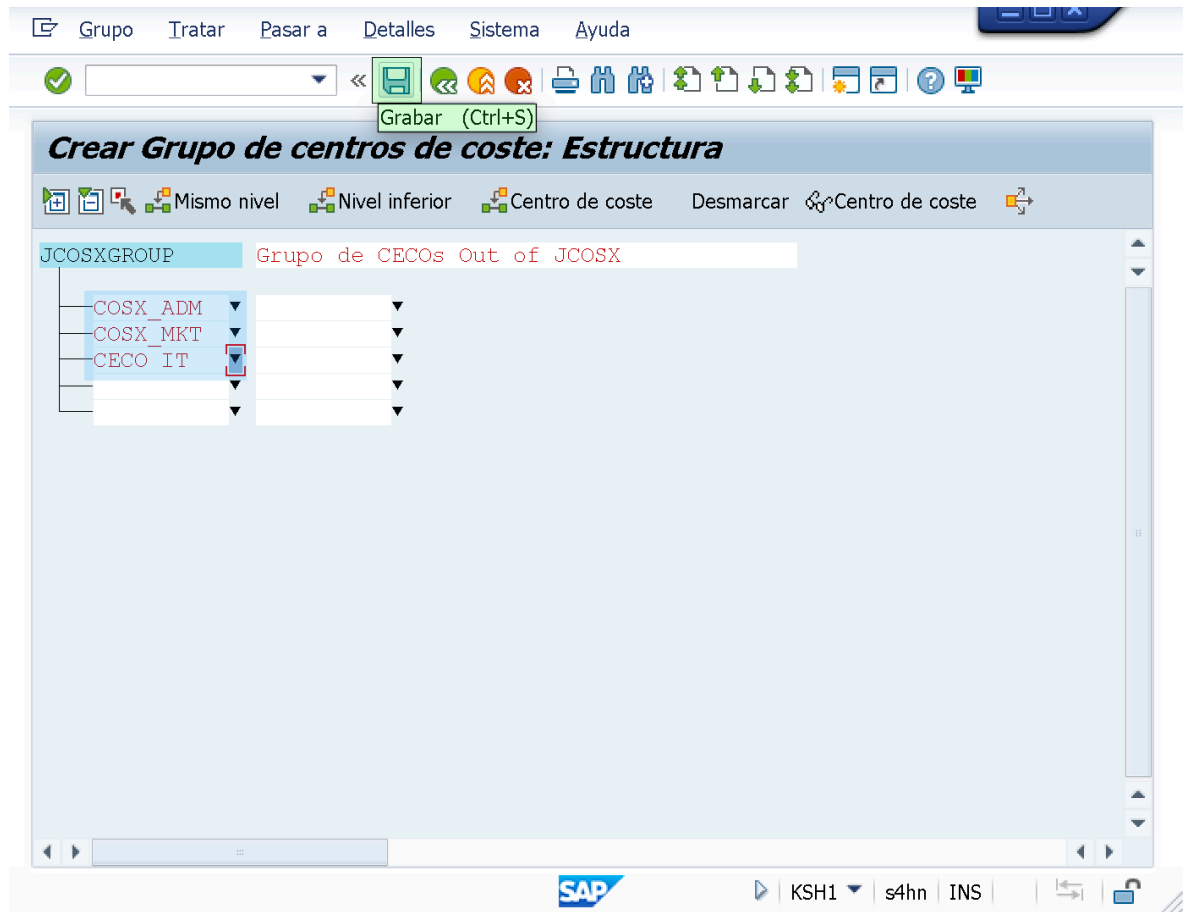 Grupo Tratar Pasar a Detalles Sistema Ayuda
Grabar (Ctrl+S)
Crear Grupo de centros de coste: Estructura
Mismo nivel Nivel inferior Centro de coste Desmarcar Centro de coste
JCOSXGROUP Grupo de CECOs Out of JCOSX
COSX_ADM
COSX_MKT
CECO IT
SAP KSH1 s4hn INS